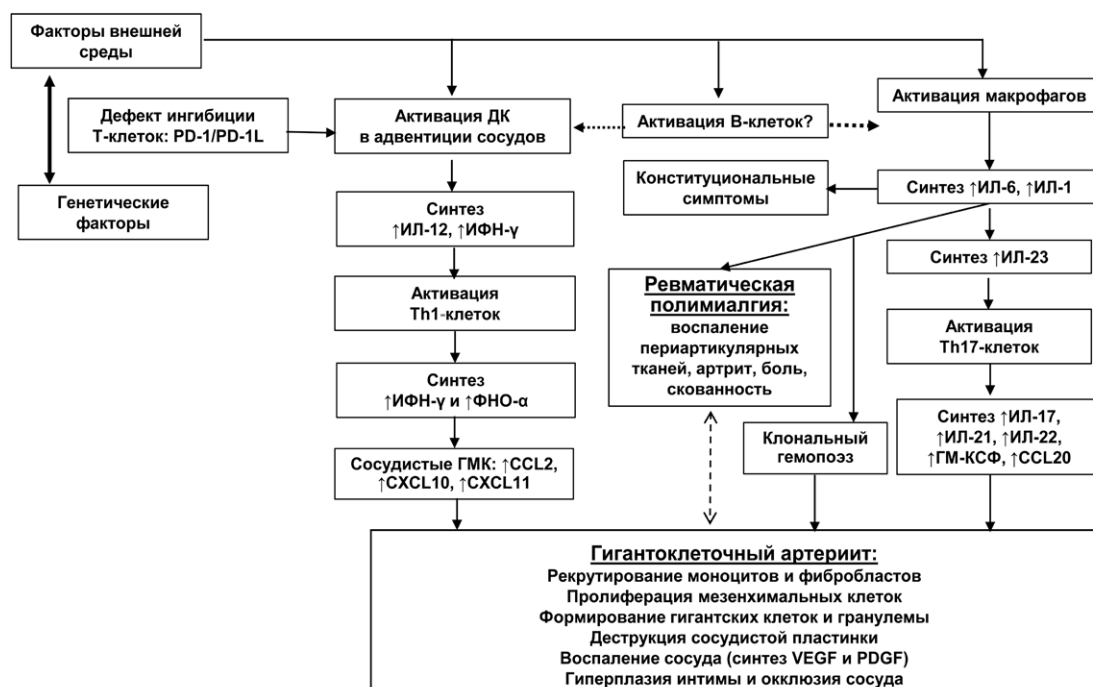 Факторы внешней
среды
Дефект ингибиции
Т-клеток: PD-1/PD-1L
Генетические
факторы
Активация ДК
в адвентиции сосудов
Синтез
↑ИЛ-12, ↑ИФН-γ
Активация
Th1-клеток
Синтез
↑ИФН-γ и ↑ФНО-α
Сосудистые ГМК: ↑CCL2,
↑CXCL10, ↑CXCL11
Активация В-клеток?
Активация макрофагов
Конституциональные
симптомы
Синтез ↑ИЛ-6, ↑ИЛ-1
Синтез ↑ИЛ-23
Ревматическая
полимиалгия:
воспаление
периартикулярных
тканей, артрит, боль,
скованность
Активация
Th17-клеток
Клональный
гемопоэз
Синтез ↑ИЛ-17,
↑ИЛ-21, ↑ИЛ-22,
↑ГМ-КСФ, ↑CCL20
Гигантоклеточный артериит:
Рекрутирование моноцитов и фибробластов
Пролиферация мезенхимальных клеток
Формирование гигантских клеток и гранулемы
Деструкция сосудистой пластинки
Воспаление сосуда (синтез VEGF и PDGF)
Гиперплазия интимы и окклюзия сосуда